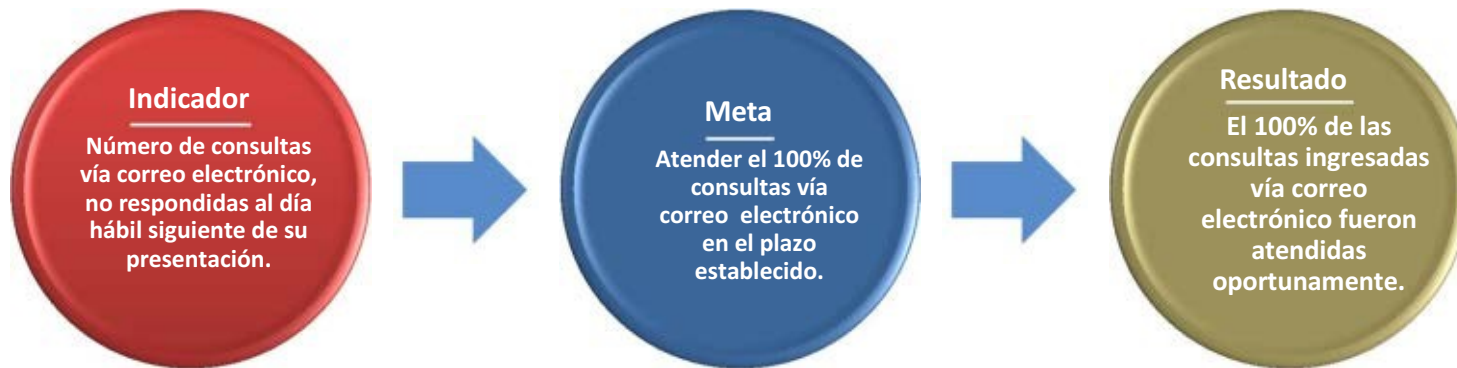 Indicador
Número de consultas
vía correo electrónico,
no respondidas al día
hábil siguiente de su
presentación.
Meta
Atender el 100% de
consultas vía
correo electrónico
en el plazo
establecido.
Resultado
El 100% de las
consultas ingresadas
vía correo
electrónico fueron
atendidas
oportunamente.